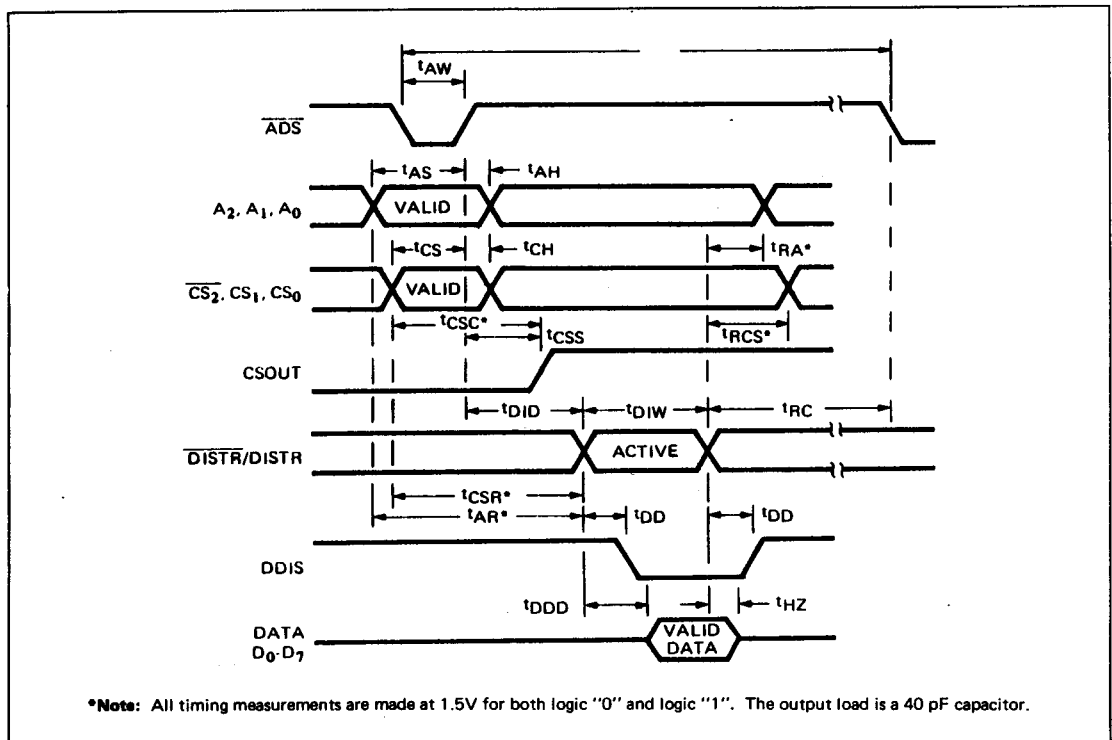 tAW
ADS
tAS tAH
A2, A1, A0 VALID
tCS tCH tRA*
CS2, CS1, CS0 VALID
tCSC* tRCS*
tCSS
CSOUT
tDID tDIW tRC
DISTR/DISTR ACTIVE
tCSR*
tAR* tDD tDD
DDIS
tDDD tHZ
DATA VALID
D0-D7 DATA
*Note: All timing measurements are made at 1.5V for both logic "0" and logic "1". The output load is a 40 pF capacitor.